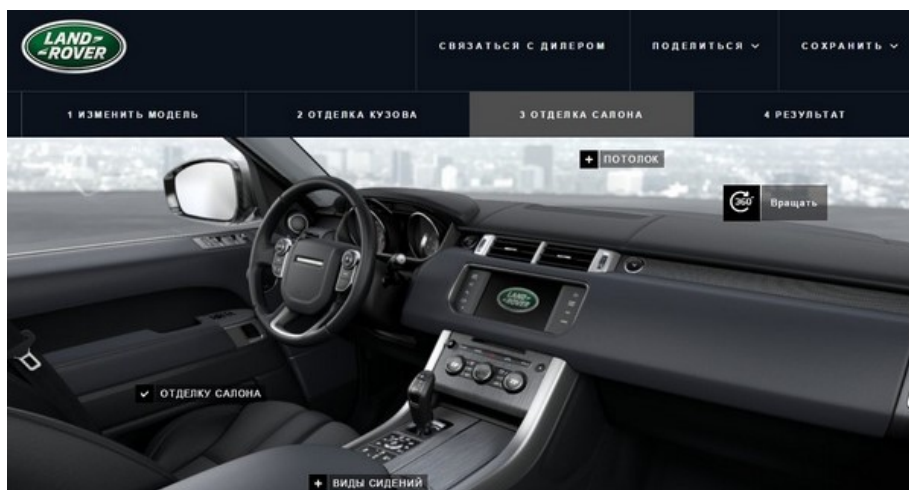 LAND-
-ROVER
СВЯЗАТЬСЯ С ДИЛЕРОМ
ПОДЕЛИТЬСЯ
СОХРАНИТЬ
1 ИЗМЕНИТЬ МОДЕЛЬ
2 ОТДЕЛКА КУЗОВА
3 ОТДЕЛКА САЛОНА
4 РЕЗУЛЬТАТ
+ ПОТОЛОК
360° Вращать
LAND-
-ROVER
ОТДЕЛКУ САЛОНА
+ ВИДЫ СИДЕНИЙ